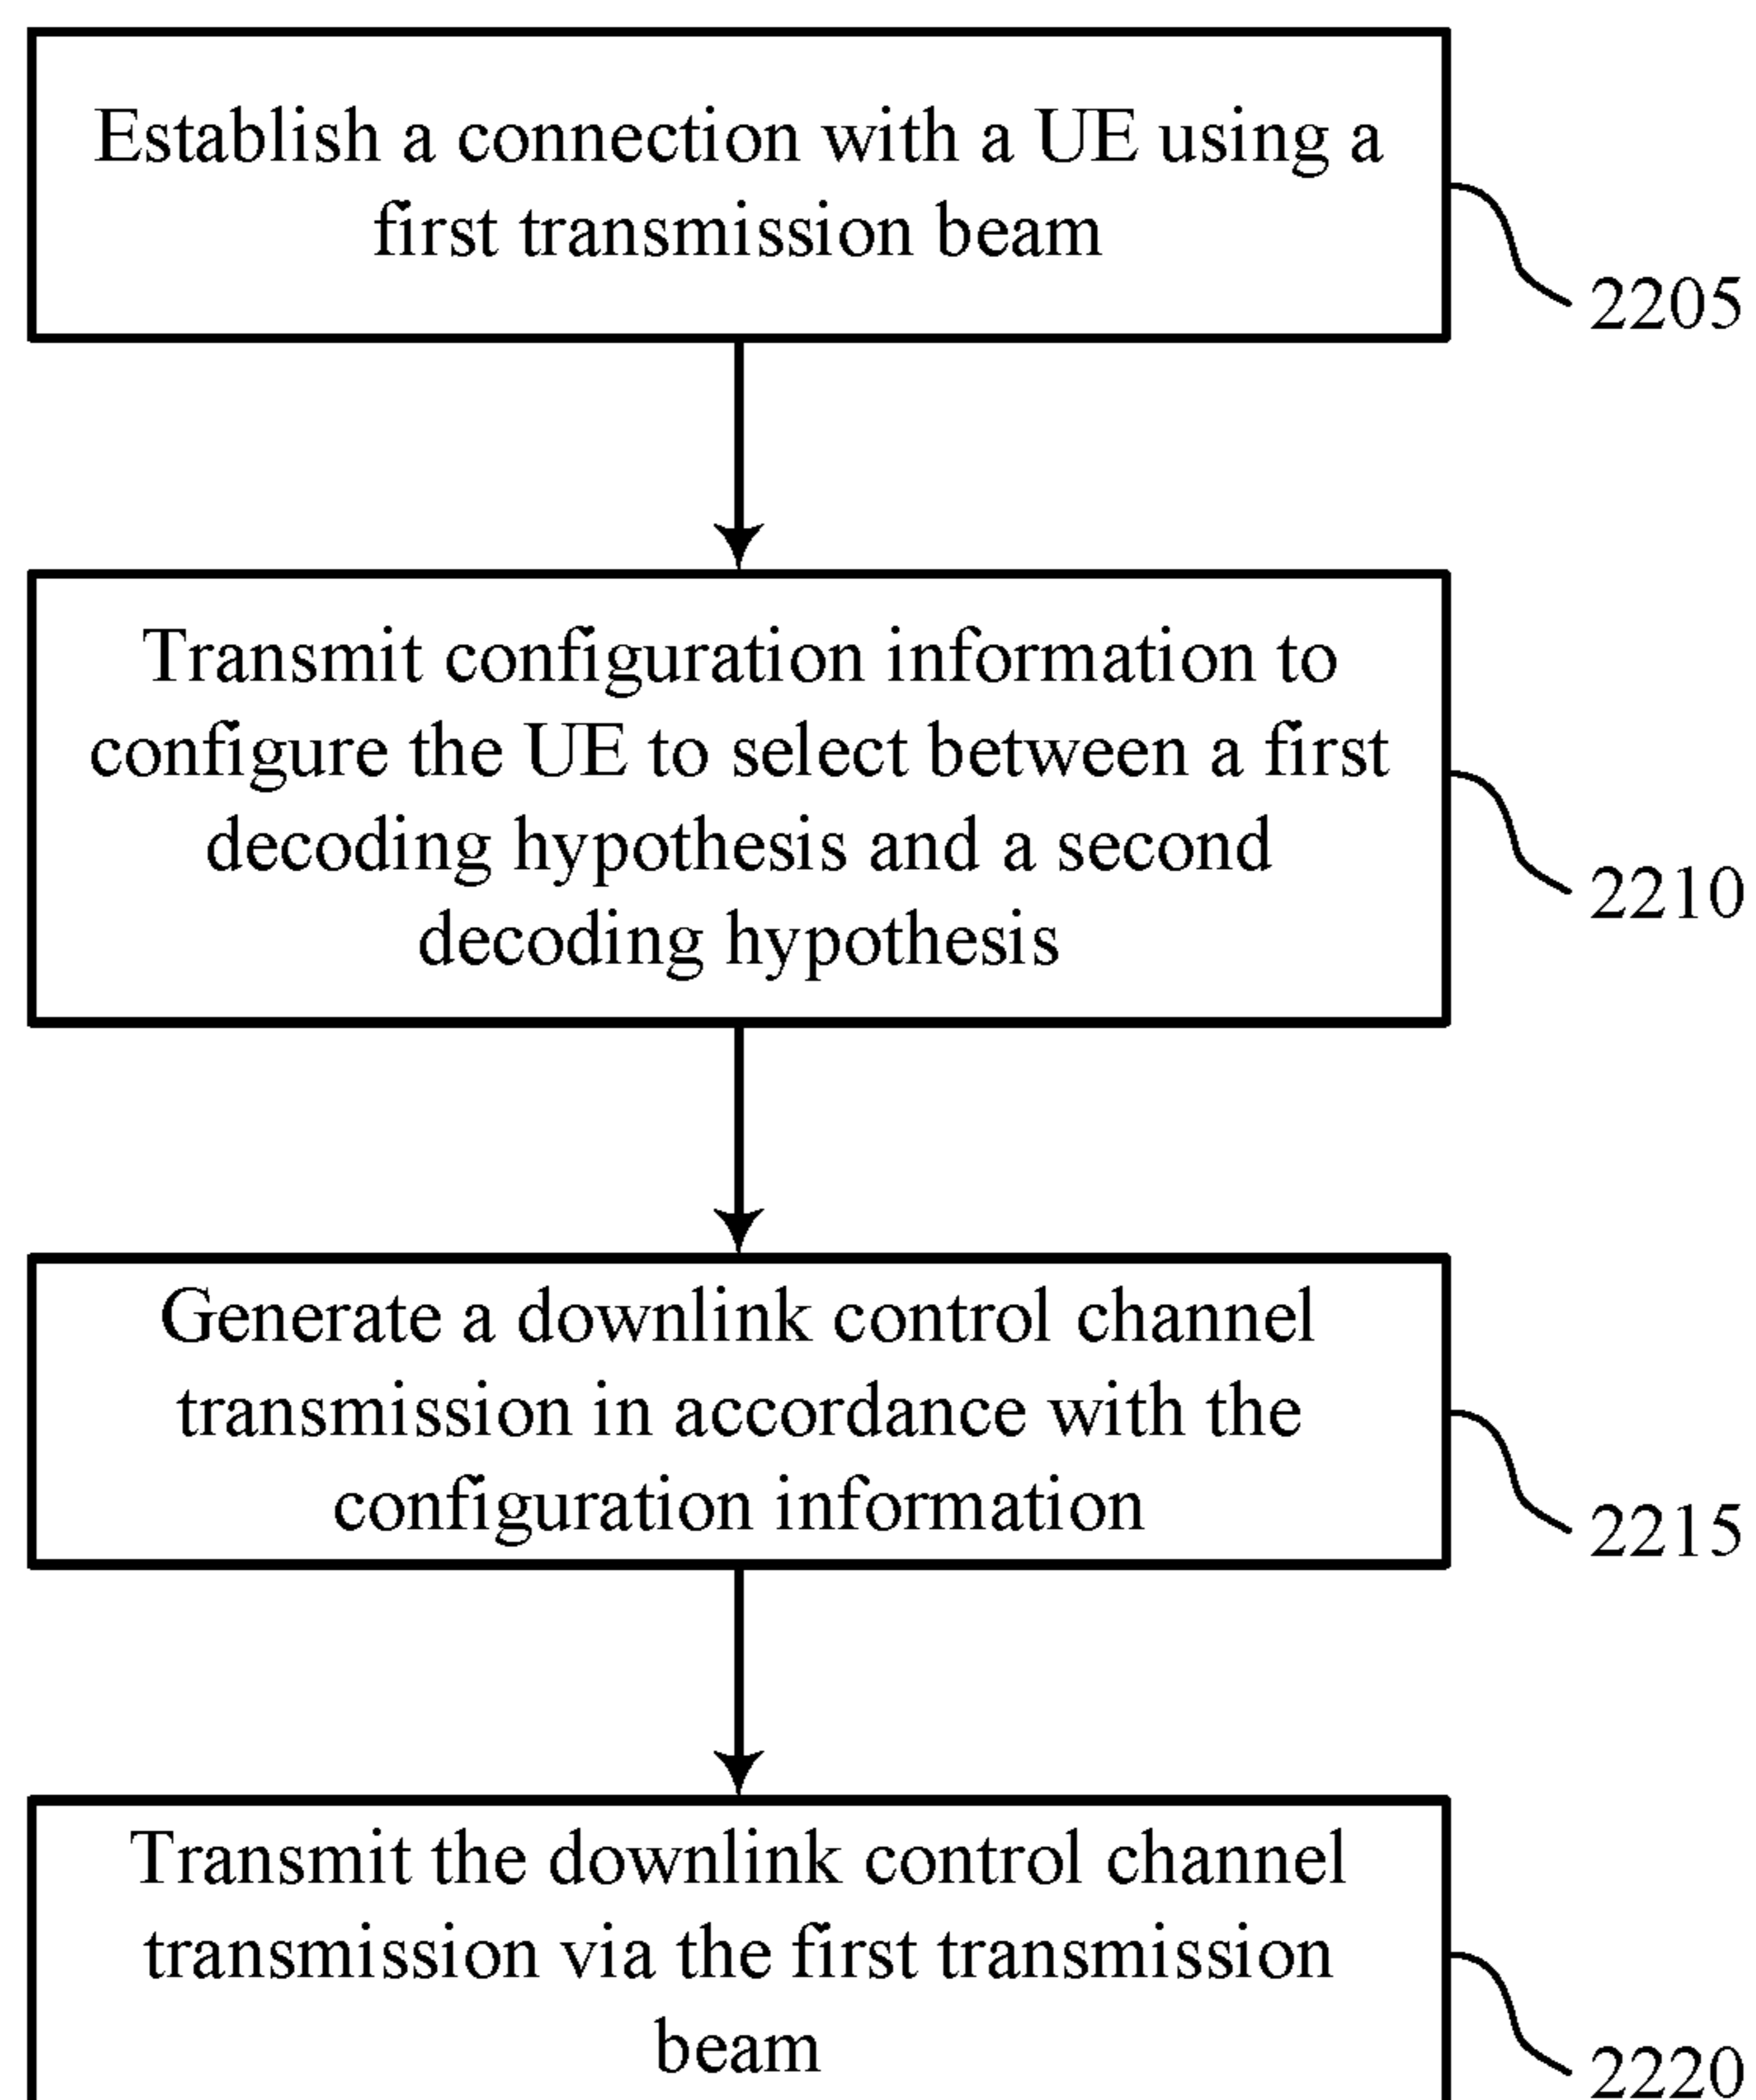 Establish a connection with a UE using a
first transmission beam
2205
Transmit configuration information to
configure the UE to select between a first
decoding hypothesis and a second
decoding hypothesis
2210
Generate a downlink control channel
transmission in accordance with the
configuration information
2215
Transmit the downlink control channel
transmission via the first transmission
beam
2220